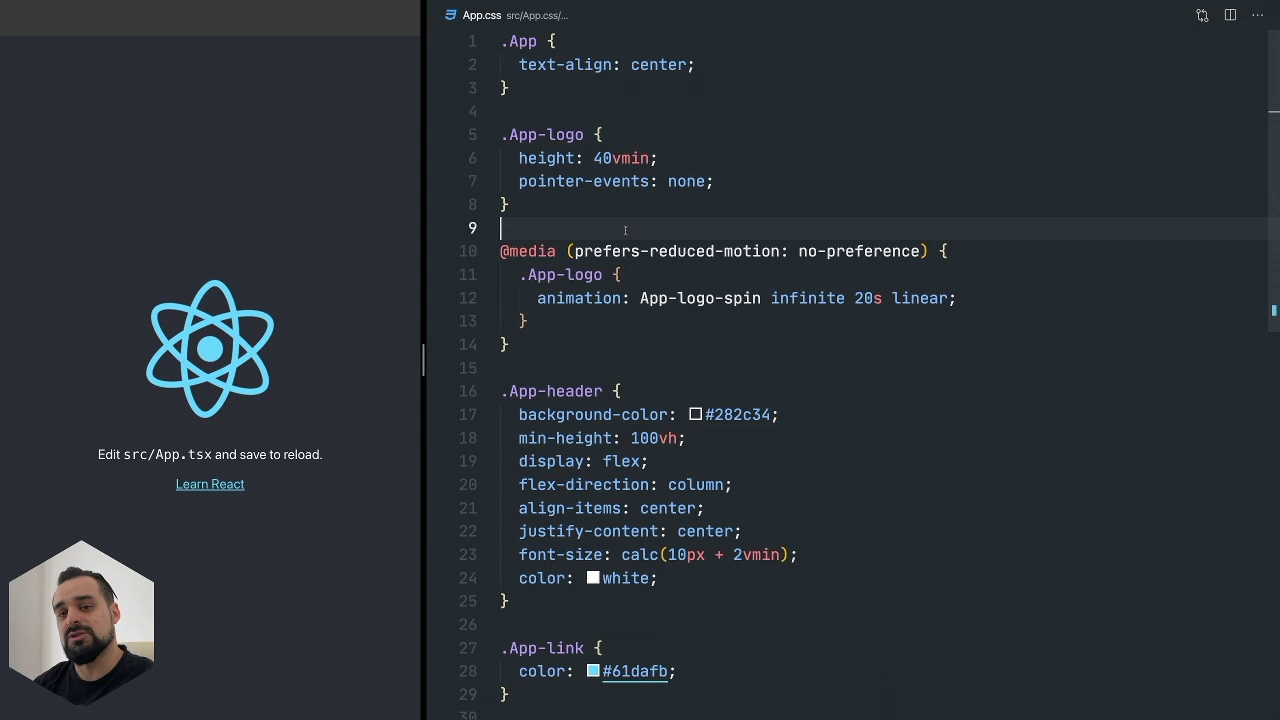 App.css src/App.css/...
1 .App {
2 text-align: center;
3 }
4
5 .App-logo {
6 height: 40vmin;
7 pointer-events: none;
8 }
9
10 @media (prefers-reduced-motion: no-preference) {
11 .App-logo {
12 animation: App-logo-spin infinite 20s linear;
13 }
14 }
15
16 .App-header {
17 background-color: #282c34;
18 min-height: 100vh;
19 display: flex;
20 flex-direction: column;
21 align-items: center;
22 justify-content: center;
23 font-size: calc(10px + 2vmin);
24 color: white;
25 }
26
27 .App-link {
28 color: #61dafb;
29 }
30
Edit src/App.tsx and save to reload.
Learn React